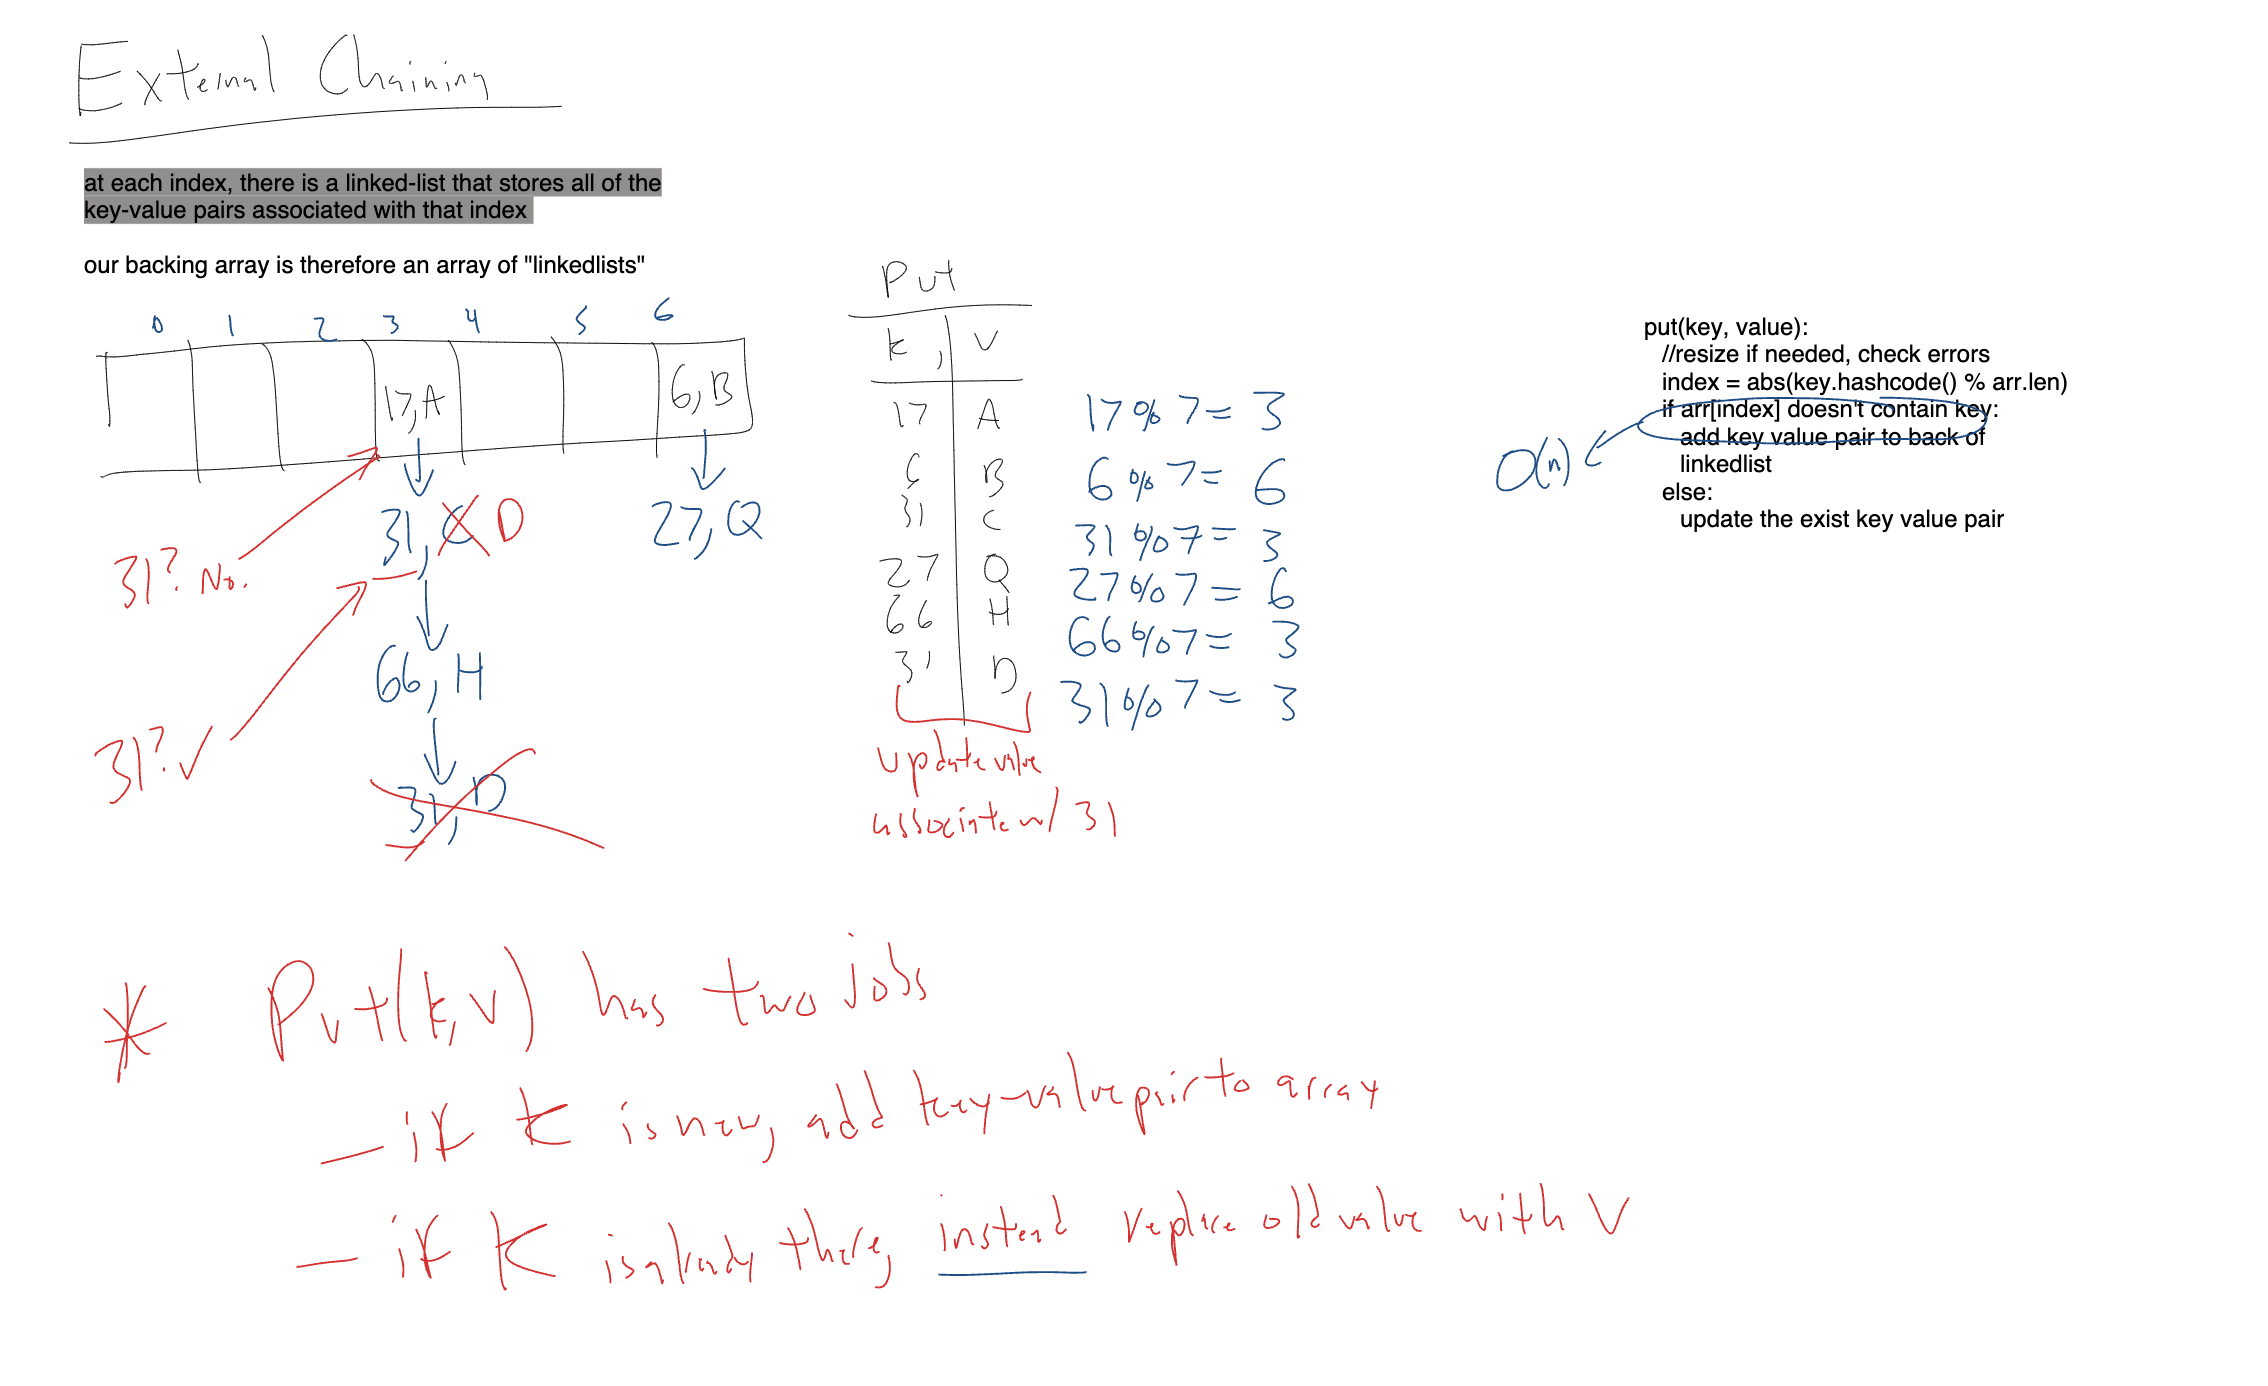 External Chaining
at each index, there is a linked-list that stores all of the
key-value pairs associated with that index
our backing array is therefore an array of "linkedlists"
0 1 2 3 4 5 6
17, A 6, B
31, C D 27, Q
31? No.
66, H
31? ✓
31, D
Put
k, v
17 A 17 % 7 = 3
6 B 6 % 7 = 6
31 C 31 % 7 = 3
27 Q 27 % 7 = 6
66 H 66 % 7 = 3
31 D 31 % 7 = 3
update value
associate w/ 31
put(key, value):
//resize if needed, check errors
index = abs(key.hashcode() % arr.len)
if arr[index] doesn't contain key:
add key value pair to back of
linkedlist
else:
update the exist key value pair
O(n)
* Put(k, v) has two jobs
- if k is new, add key-value pair to array
- if k is already there, instead replace old value with V